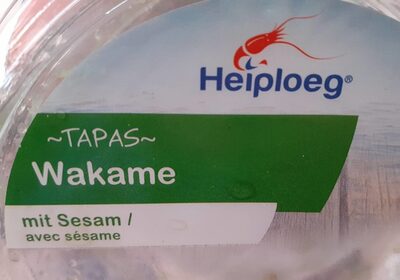 Heiploeg®
~TAPAS~
Wakame
mit Sesam /
avec sésame